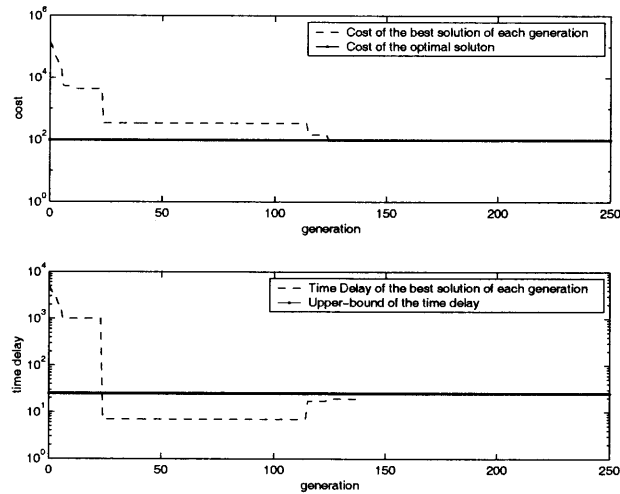 10^6
10^4
10^2
10^0
cost
Cost of the best solution of each generation
Cost of the optimal soluton
0 50 100 150 200 250
generation
10^4
10^3
10^2
10^1
10^0
time delay
Time Delay of the best solution of each generation
Upper-bound of the time delay
0 50 100 150 200 250
generation